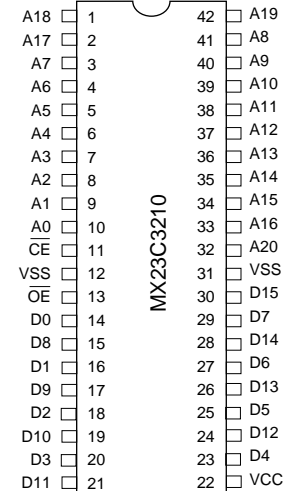 A18 1 42 A19
A17 2 41 A8
A7 3 40 A9
A6 4 39 A10
A5 5 38 A11
A4 6 37 A12
A3 7 36 A13
A2 8 35 A14
A1 9 34 A15
A0 10 33 A16
CE 11 32 A20
VSS 12 31 VSS
OE 13 30 D15
D0 14 29 D7
D8 15 28 D14
D1 16 27 D6
D9 17 26 D13
D2 18 25 D5
D10 19 24 D12
D3 20 23 D4
D11 21 22 VCC
MX23C3210